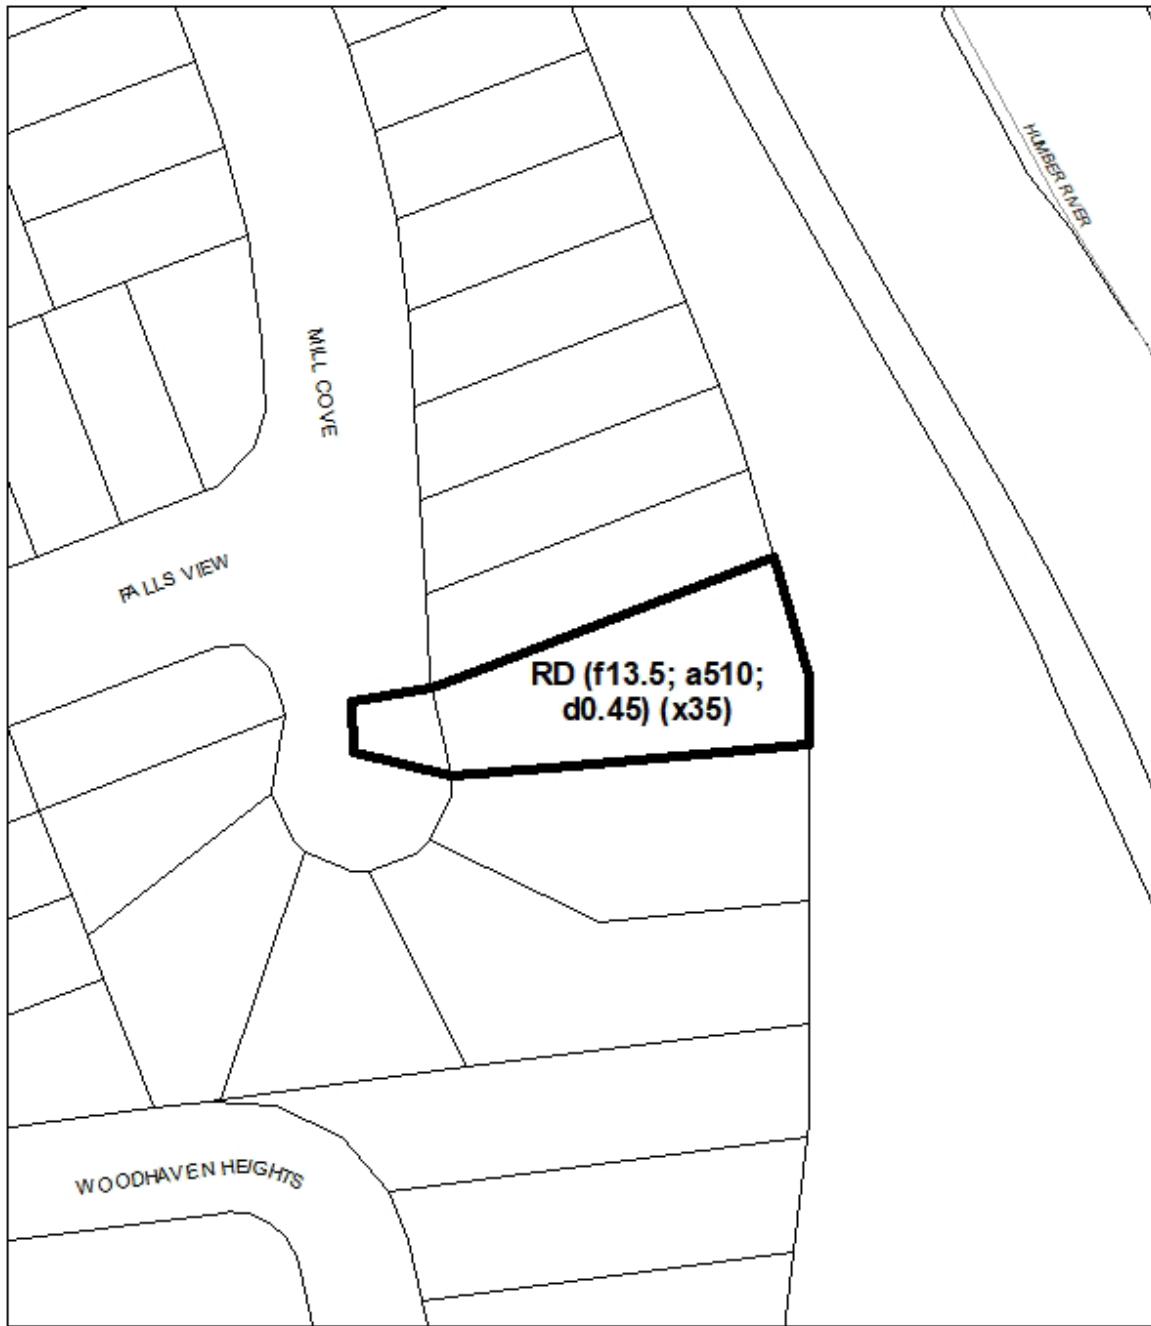 HUMBER RIVER
MILL COVE
FALLS VIEW
RD (f13.5; a510;
d0.45) (x35)
WOODHAVEN HEIGHTS